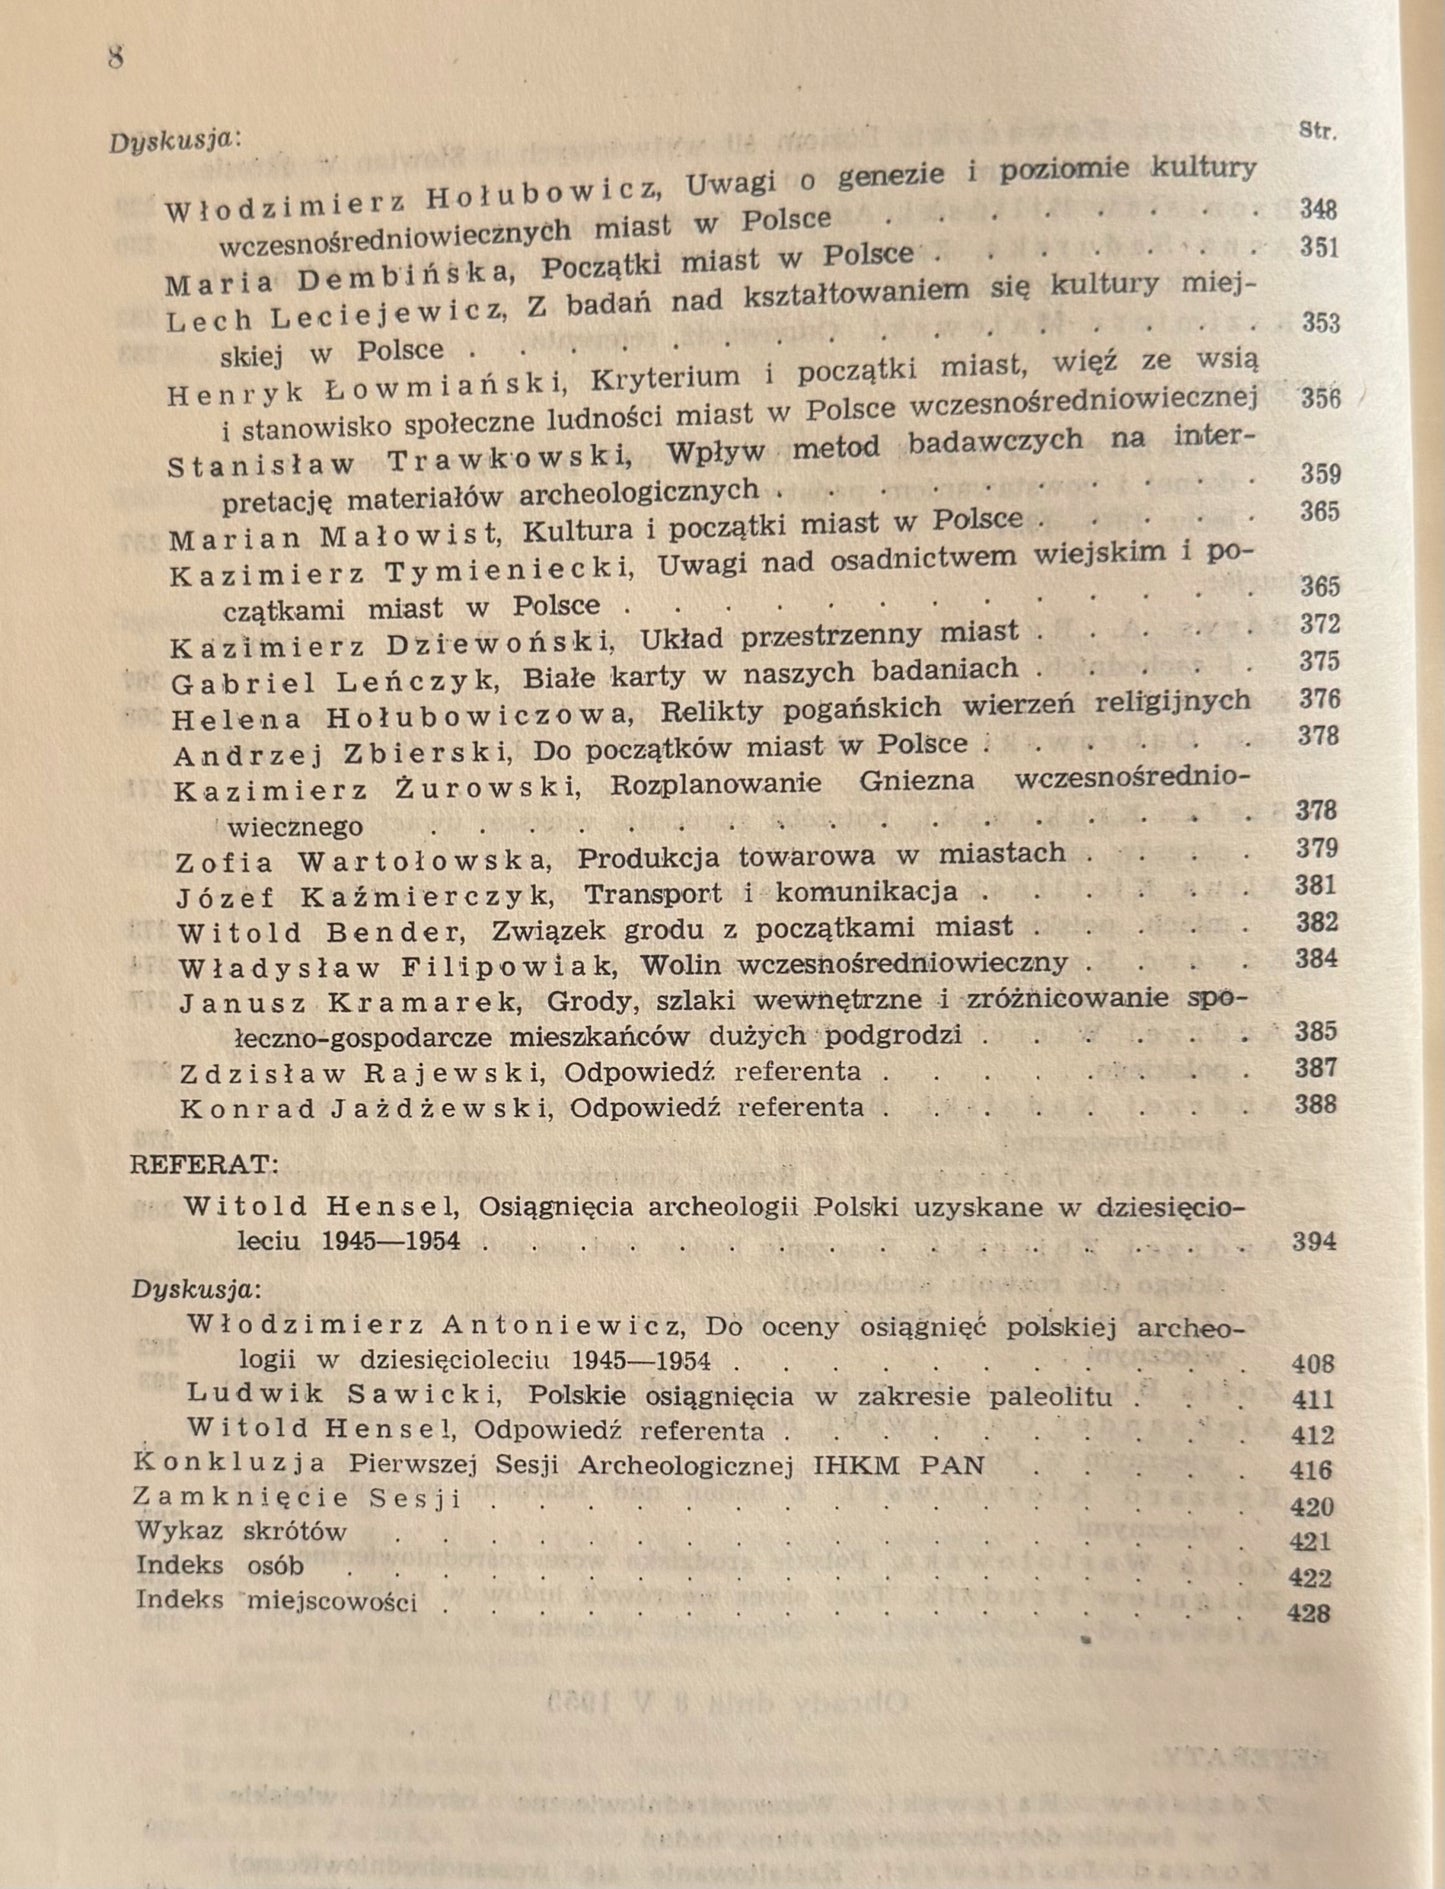 8
Dyskusja:
Str.
Włodzimierz Hołubowicz, Uwagi o genezie i poziomie kultury
wczesnośredniowiecznych miast w Polsce . . . . . . . . 348
Maria Dembińska, Początki miast w Polsce . . . . . . . 351
Lech Leciejewicz, Z badań nad kształtowaniem się kultury miej-
skiej w Polsce . . . . . . . . . . . . . . . . 353
Henryk Łowmiański, Kryterium i początki miast, więź ze wsią
i stanowisko społeczne ludności miast w Polsce wczesnośredniowiecznej 356
Stanisław Trawkowski, Wpływ metod badawczych na inter-
pretację materiałów archeologicznych . . . . . . . . . . 359
Marian Małowist, Kultura i początki miast w Polsce . . . . . 365
Kazimierz Tymieniecki, Uwagi nad osadnictwem wiejskim i po-
czątkami miast w Polsce . . . . . . . . . . . . . 365
Kazimierz Dziewoński, Układ przestrzenny miast . . . . . 372
Gabriel Leńczyk, Białe karty w naszych badaniach . . . . . 375
Helena Hołubowiczowa, Relikty pogańskich wierzeń religijnych 376
Andrzej Zbierski, Do początków miast w Polsce . . . . . . 378
Kazimierz Żurowski, Rozplanowanie Gniezna wczesnośrednio-
wiecznego . . . . . . . . . . . . . . . . . 378
Zofia Wartołowska, Produkcja towarowa w miastach . . . . 379
Józef Kaźmierczyk, Transport i komunikacja . . . . . . 381
Witold Bender, Związek grodu z początkami miast . . . . . 382
Władysław Filipowiak, Wolin wczesnośredniowieczny . . . . 384
Janusz Kramarek, Grody, szlaki wewnętrzne i zróżnicowanie spo-
łeczno-gospodarcze mieszkańców dużych podgrodzi . . . . . . 385
Zdzisław Rajewski, Odpowiedź referenta . . . . . . . . 387
Konrad Jażdżewski, Odpowiedź referenta . . . . . . . . 388
REFERAT:
Witold Hensel, Osiągnięcia archeologii Polski uzyskane w dziesięcio-
leciu 1945—1954 . . . . . . . . . . . . . . . . 394
Dyskusja:
Włodzimierz Antoniewicz, Do oceny osiągnięć polskiej archeo-
logii w dziesięcioleciu 1945—1954 . . . . . . . . . . . 408
Ludwik Sawicki, Polskie osiągnięcia w zakresie paleolitu . . . 411
Witold Hensel, Odpowiedź referenta . . . . . . . . . . 412
Konkluzja Pierwszej Sesji Archeologicznej IHKM PAN . . . . . 416
Zamknięcie Sesji . . . . . . . . . . . . . . . . 420
Wykaz skrótów . . . . . . . . . . . . . . . . . . 421
Indeks osób . . . . . . . . . . . . . . . . . . . 422
Indeks miejscowości . . . . . . . . . . . . . . . . . 428